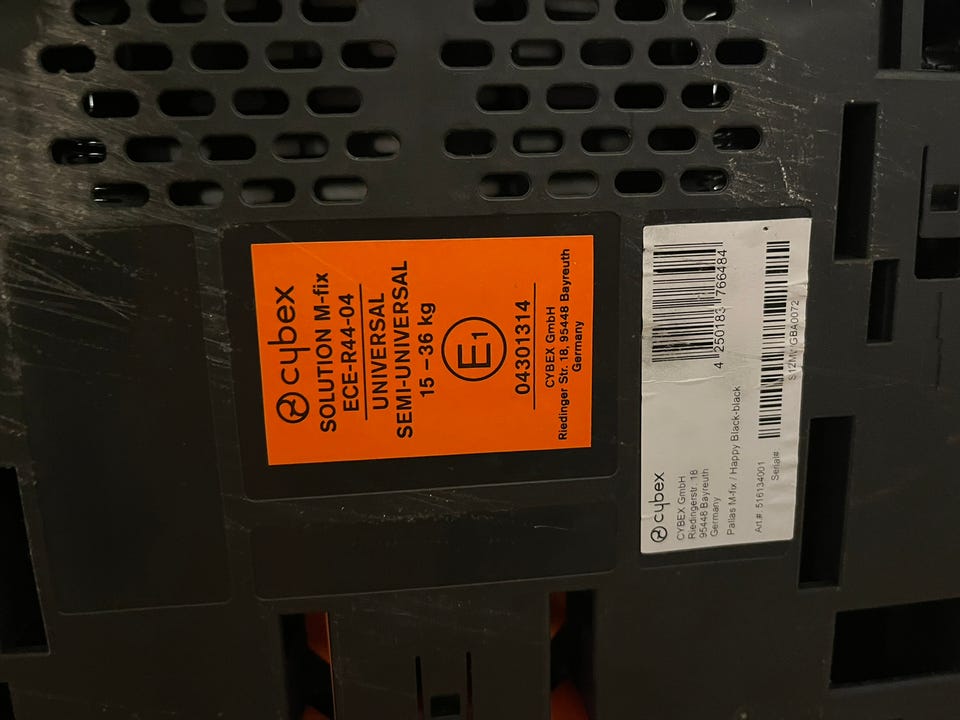 cybex
SOLUTION M-fix
ECE-R44-04
UNIVERSAL
SEMI-UNIVERSAL
15 – 36 kg
E1
04301314
CYBEX GmbH
Riedinger Str. 18, 95448 Bayreuth
Germany
cybex
CYBEX GmbH
Riedingerstr. 18
95448 Bayreuth
Germany
Pallas M-fix / Happy Black-black
Art.#: 516134001
Serial#:
4 250183 766484